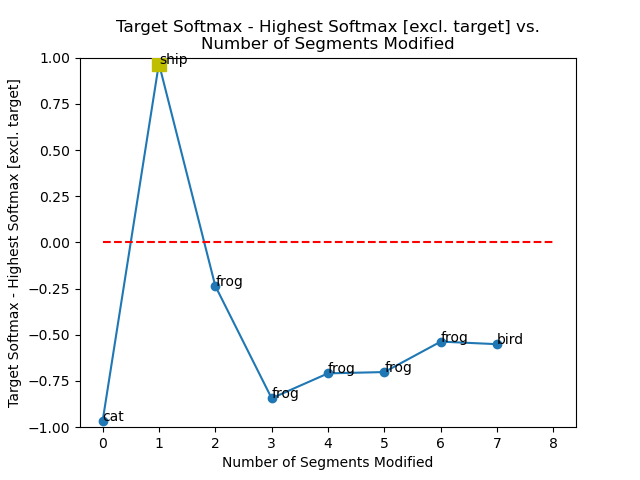 Target Softmax - Highest Softmax [excl. target] vs.
Number of Segments Modified
Target Softmax - Highest Softmax [excl. target]
1.00
0.75
0.50
0.25
0.00
−0.25
−0.50
−0.75
−1.00
cat
ship
frog
frog
frog
frog
frog
bird
0 1 2 3 4 5 6 7 8
Number of Segments Modified